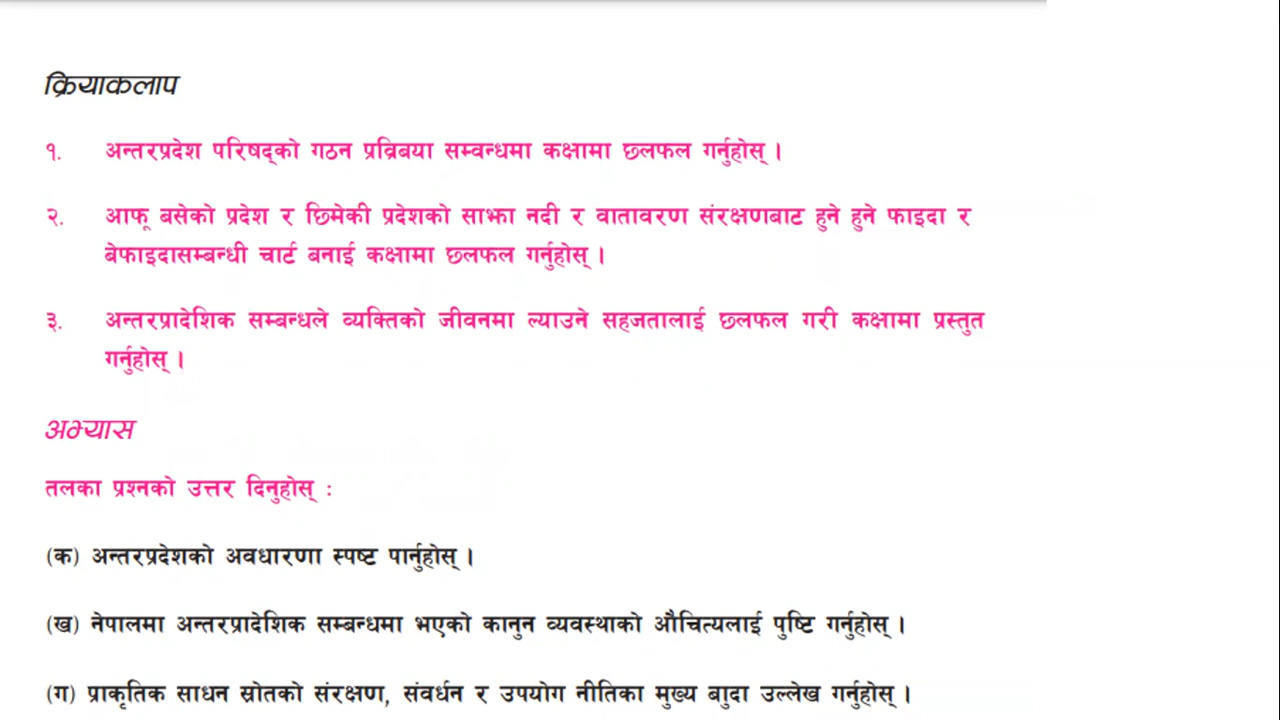 क्रियाकलाप
१. अन्तरप्रदेश परिषद्को गठन प्रव्रिबया सम्वन्धमा कक्षामा छलफल गर्नुहोस् ।
२. आफू बसेको प्रदेश र छिमेकी प्रदेशको साझा नदी र वातावरण संरक्षणबाट हुने हुने फाइदा र
बेफाइदासम्बन्धी चार्ट बनाई कक्षामा छलफल गर्नुहोस् ।
३. अन्तरप्रादेशिक सम्बन्धले व्यक्तिको जीवनमा ल्याउने सहजतालाई छलफल गरी कक्षामा प्रस्तुत
गर्नुहोस् ।
अभ्यास
तलका प्रश्नको उत्तर दिनुहोस् :
(क) अन्तरप्रदेशको अवधारणा स्पष्ट पार्नुहोस् ।
(ख) नेपालमा अन्तरप्रादेशिक सम्बन्धमा भएको कानुन व्यवस्थाको औचित्यलाई पुष्टि गर्नुहोस् ।
(ग) प्राकृतिक साधन स्रोतको संरक्षण, संवर्धन र उपयोग नीतिका मुख्य बुादा उल्लेख गर्नुहोस् ।